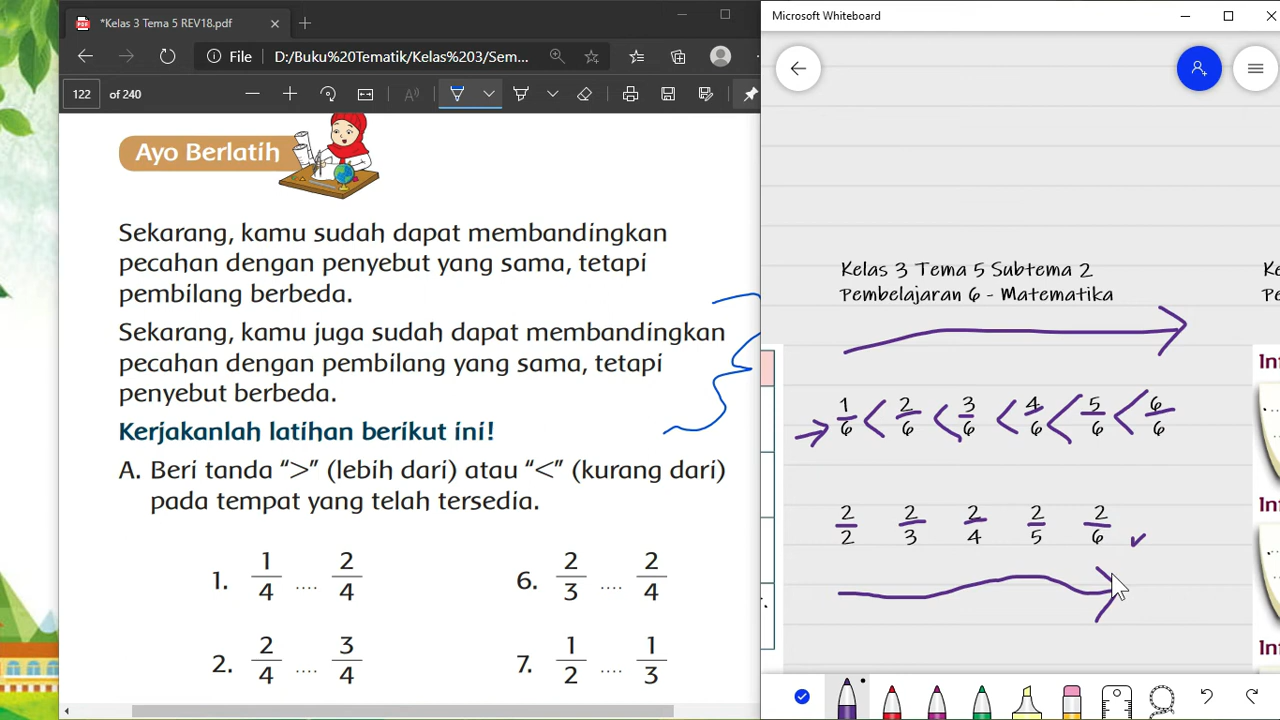 *Kelas 3 Tema 5 REV18.pdf
File D:/Buku%20Tematik/Kelas%203/Sem...
122 of 240
Ayo Berlatih
Sekarang, kamu sudah dapat membandingkan
pecahan dengan penyebut yang sama, tetapi
pembilang berbeda.
Sekarang, kamu juga sudah dapat membandingkan
pecahan dengan pembilang yang sama, tetapi
penyebut berbeda.
Kerjakanlah latihan berikut ini!
A. Beri tanda “>” (lebih dari) atau “<” (kurang dari)
pada tempat yang telah tersedia.
1. 1/4 .... 2/4
2. 2/4 .... 3/4
6. 2/3 .... 2/4
7. 1/2 .... 1/3
Microsoft Whiteboard
Kelas 3 Tema 5 Subtema 2
Pembelajaran 6 - Matematika
1/6 < 2/6 < 3/6 < 4/6 < 5/6 < 6/6
2/2 2/3 2/4 2/5 2/6